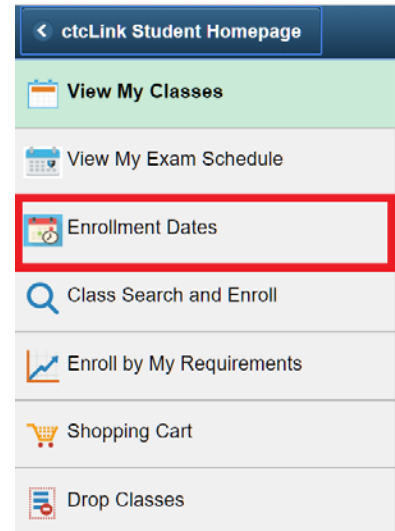 ctcLink Student Homepage
View My Classes
View My Exam Schedule
Enrollment Dates
Class Search and Enroll
Enroll by My Requirements
Shopping Cart
Drop Classes